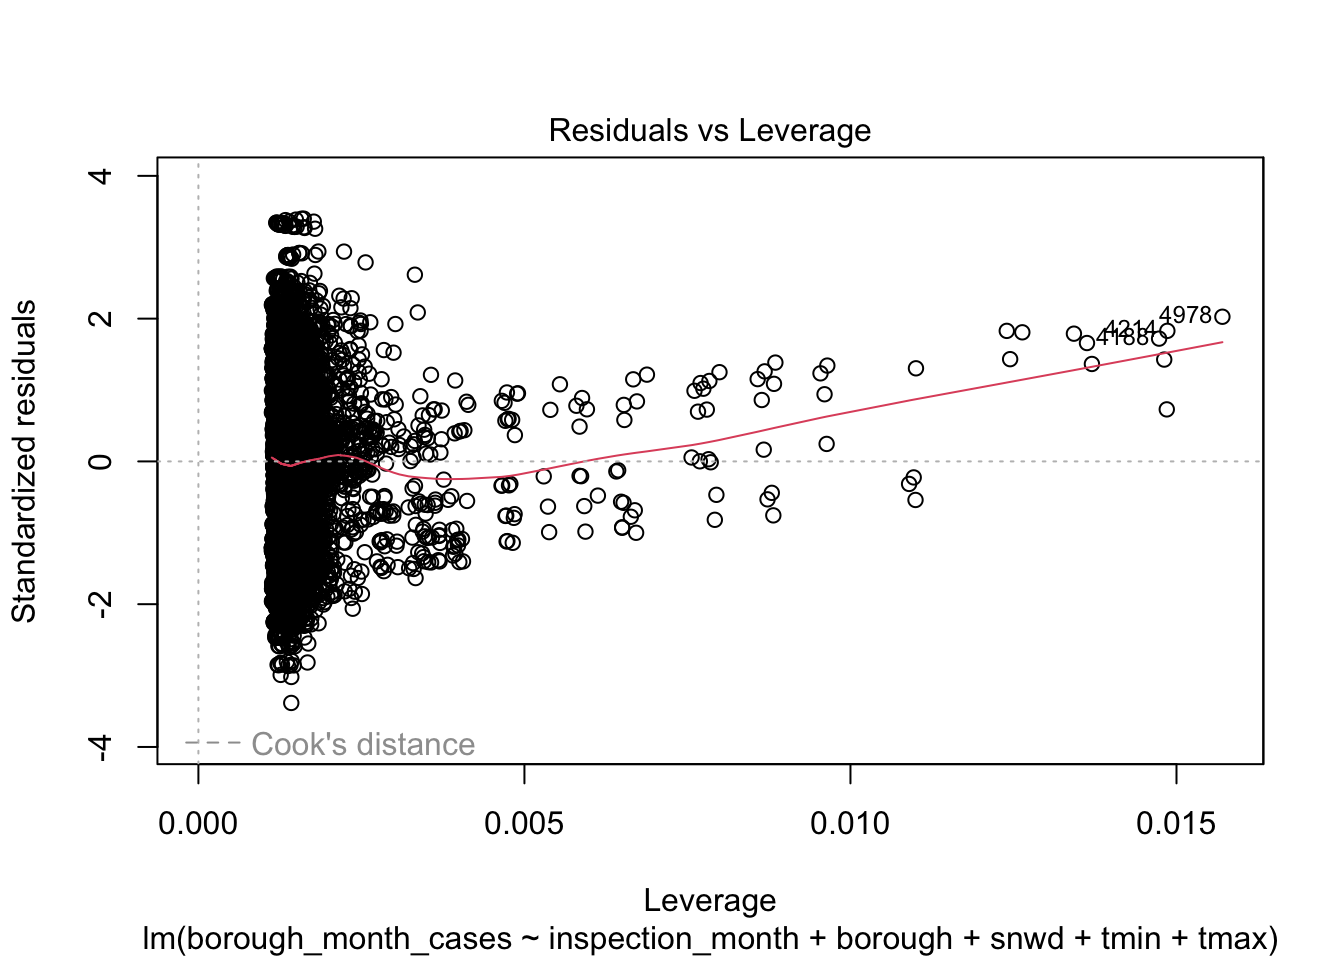 Residuals vs Leverage
Standardized residuals
4
2
0
-2
-4
4978
4214
4188
Cook's distance
0.000 0.005 0.010 0.015
Leverage
lm(borough_month_cases ~ inspection_month + borough + snwd + tmin + tmax)